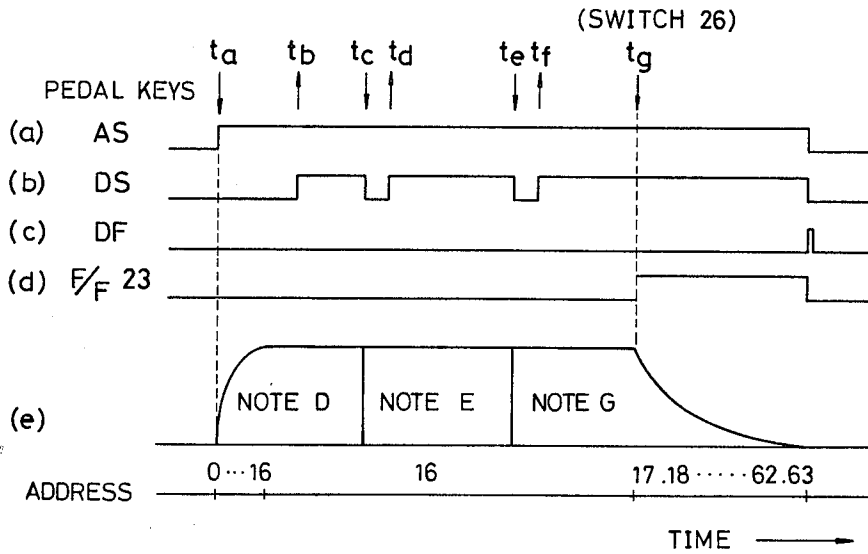 (SWITCH 26)
ta tb tc td te tf tg
PEDAL KEYS
(a) AS
(b) DS
(c) DF
(d) F/F 23
(e) NOTE D NOTE E NOTE G
0···16 16 17.18·····62.63
ADDRESS
TIME